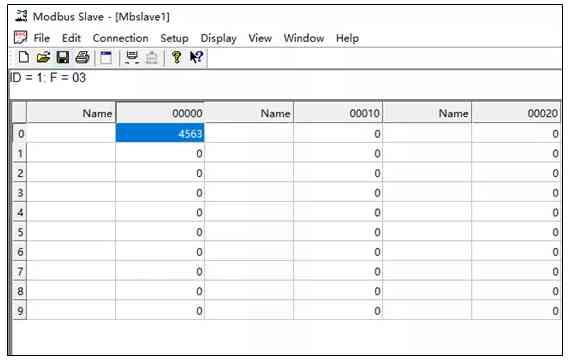 Modbus Slave - [Mbslave1]
File Edit Connection Setup Display View Window Help
ID = 1: F = 03
Name 00000 Name 00010 Name 00020
0 4563 0 0
1 0 0 0
2 0 0 0
3 0 0 0
4 0 0 0
5 0 0 0
6 0 0 0
7 0 0 0
8 0 0 0
9 0 0 0